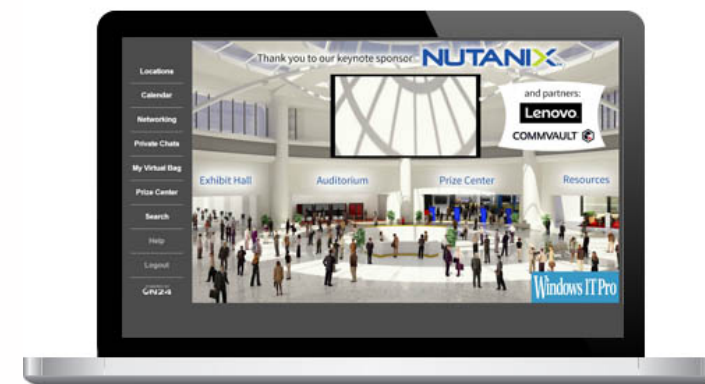 Thank you to our keynote sponsor NUTANIX
Locations
Calendar
Networking
Private Chats
My Virtual Bag
Prize Center
Search
Help
Logout
ON24
and partners:
Lenovo
COMMVAULT
Exhibit Hall
Auditorium
Prize Center
Resources
Windows IT Pro